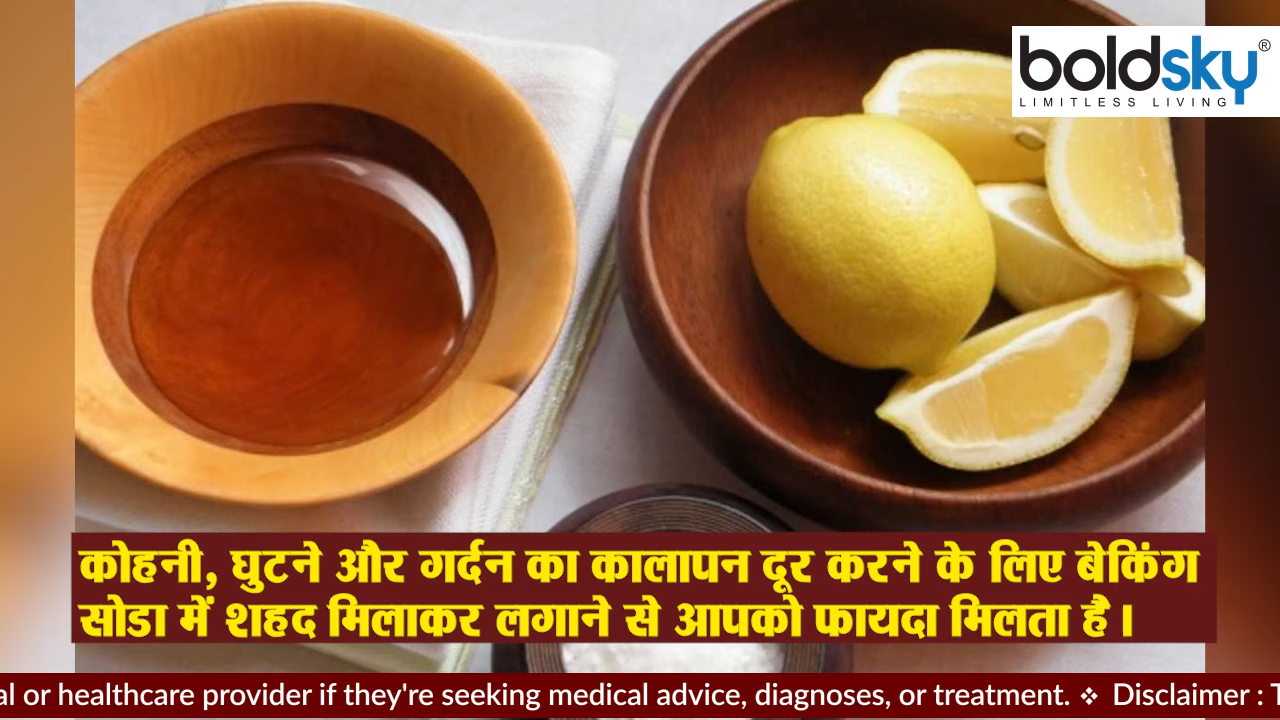 boldsky®
LIMITLESS LIVING
कोहनी, घुटने और गर्दन का कालापन दूर करने के लिए बेकिंग
सोडा में शहद मिलाकर लगाने से आपको फायदा मिलता है।
or healthcare provider if they're seeking medical advice, diagnoses, or treatment. ❖ Disclaimer :